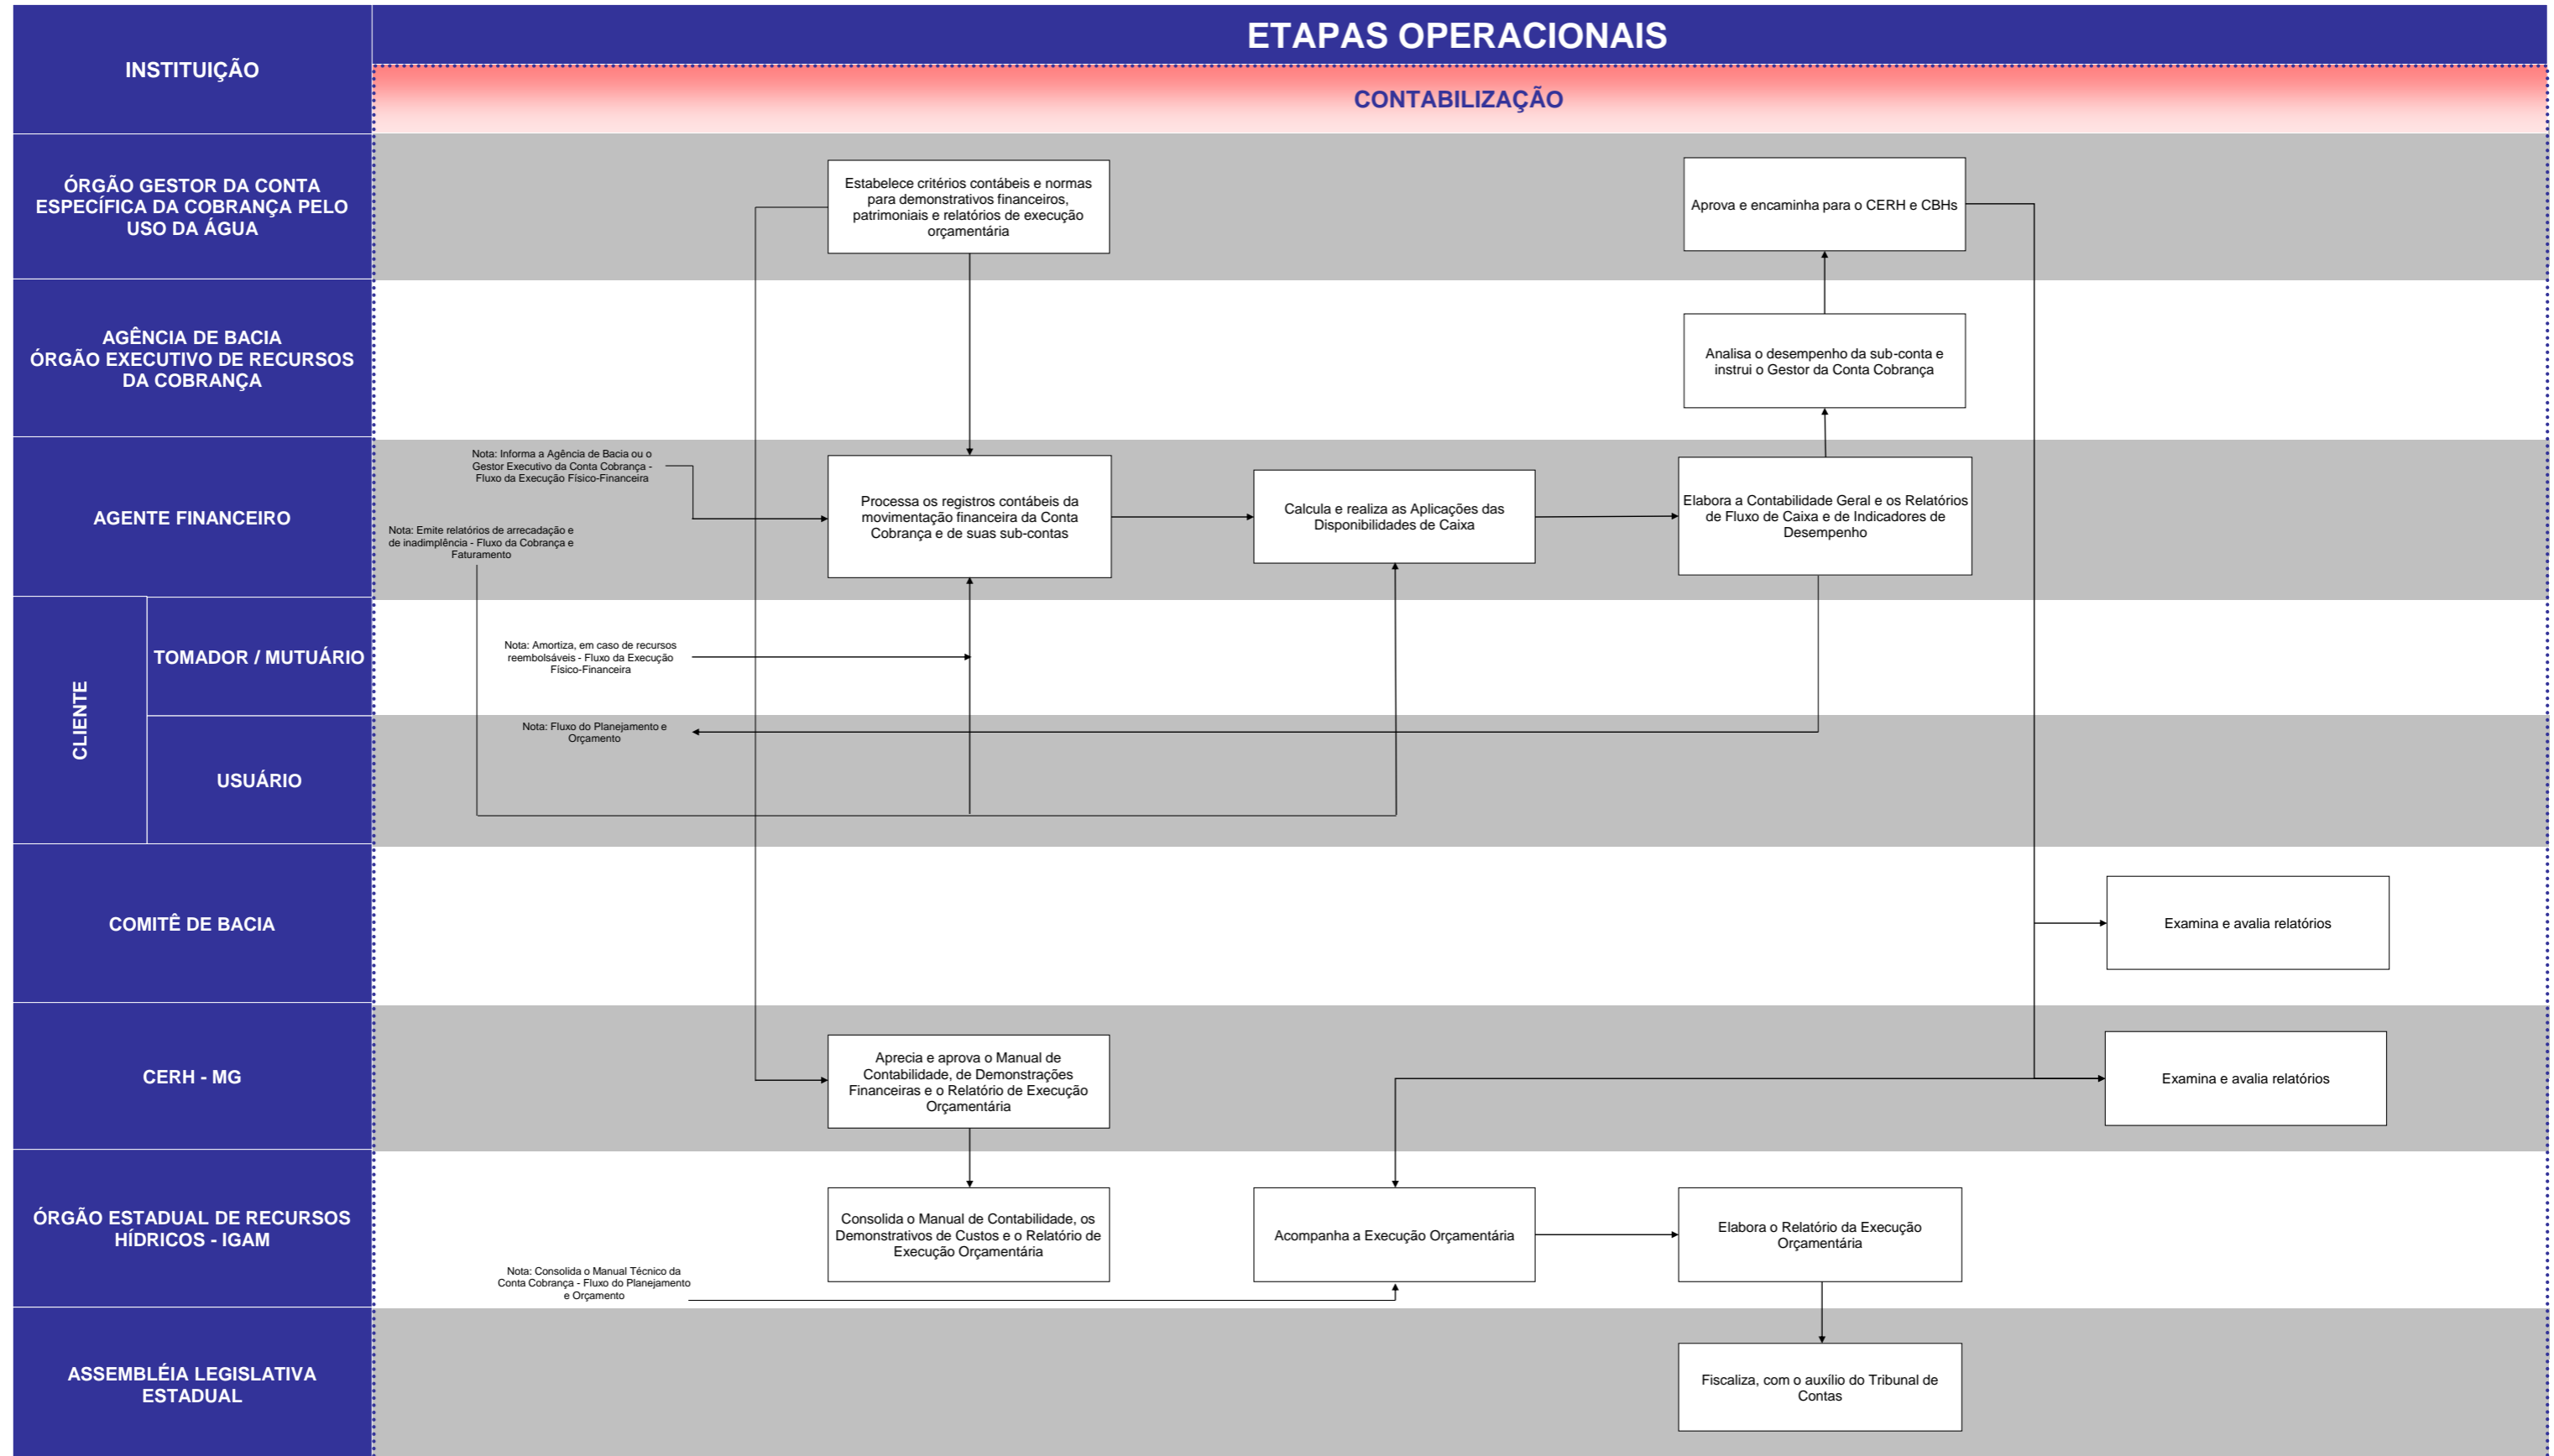 INSTITUIÇÃO
ETAPAS OPERACIONAIS
CONTABILIZAÇÃO
ÓRGÃO GESTOR DA CONTA
ESPECÍFICA DA COBRANÇA PELO
USO DA ÁGUA
Estabelece critérios contábeis e normas
para demonstrativos financeiros,
patrimoniais e relatórios de execução
orçamentária
Aprova e encaminha para o CERH e CBHs
AGÊNCIA DE BACIA
ÓRGÃO EXECUTIVO DE RECURSOS
DA COBRANÇA
Analisa o desempenho da sub-conta e
instrui o Gestor da Conta Cobrança
AGENTE FINANCEIRO
Nota: Informa a Agência de Bacia ou o
Gestor Executivo da Conta Cobrança -
Fluxo da Execução Físico-Financeira
Nota: Emite relatórios de arrecadação e
de inadimplência - Fluxo da Cobrança e
Faturamento
Processa os registros contábeis da
movimentação financeira da Conta
Cobrança e de suas sub-contas
Calcula e realiza as Aplicações das
Disponibilidades de Caixa
Elabora a Contabilidade Geral e os Relatórios
de Fluxo de Caixa e de Indicadores de
Desempenho
CLIENTE
TOMADOR / MUTUÁRIO
Nota: Amortiza, em caso de recursos
reembolsáveis - Fluxo da Execução
Físico-Financeira
USUÁRIO
Nota: Fluxo do Planejamento e
Orçamento
COMITÊ DE BACIA
Examina e avalia relatórios
CERH - MG
Aprecia e aprova o Manual de
Contabilidade, de Demonstrações
Financeiras e o Relatório de Execução
Orçamentária
Examina e avalia relatórios
ÓRGÃO ESTADUAL DE RECURSOS
HÍDRICOS - IGAM
Consolida o Manual de Contabilidade, os
Demonstrativos de Custos e o Relatório de
Execução Orçamentária
Acompanha a Execução Orçamentária
Elabora o Relatório da Execução
Orçamentária
Nota: Consolida o Manual Técnico da
Conta Cobrança - Fluxo do Planejamento
e Orçamento
ASSEMBLÉIA LEGISLATIVA
ESTADUAL
Fiscaliza, com o auxílio do Tribunal de
Contas